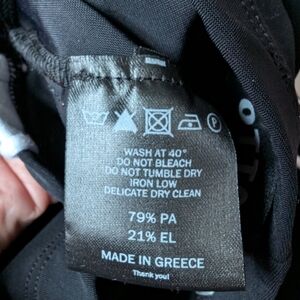 WASH AT 40°
DO NOT BLEACH
DO NOT TUMBLE DRY
IRON LOW
DELICATE DRY CLEAN
79% PA
21% EL
MADE IN GREECE
Thank you!